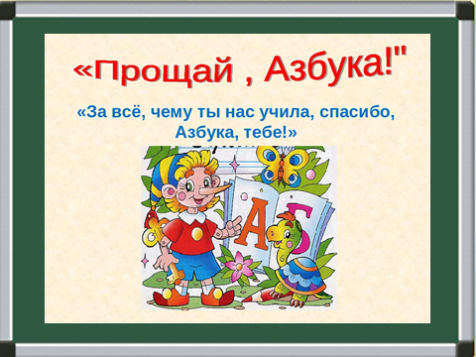 «Прощай , Азбука!"
«За всё, чему ты нас учила, спасибо,
Азбука, тебе!»
А Б